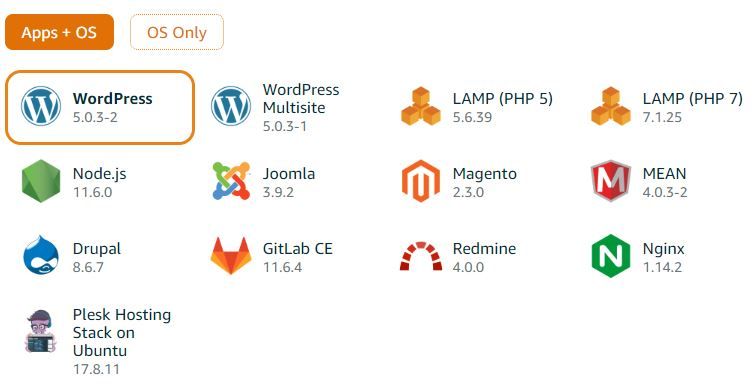 Apps + OS
OS Only
WordPress
5.0.3-2
WordPress
Multisite
5.0.3-1
LAMP (PHP 5)
5.6.39
LAMP (PHP 7)
7.1.25
Node.js
11.6.0
Joomla
3.9.2
Magento
2.3.0
MEAN
4.0.3-2
Drupal
8.6.7
GitLab CE
11.6.4
Redmine
4.0.0
Nginx
1.14.2
Plesk Hosting
Stack on
Ubuntu
17.8.11